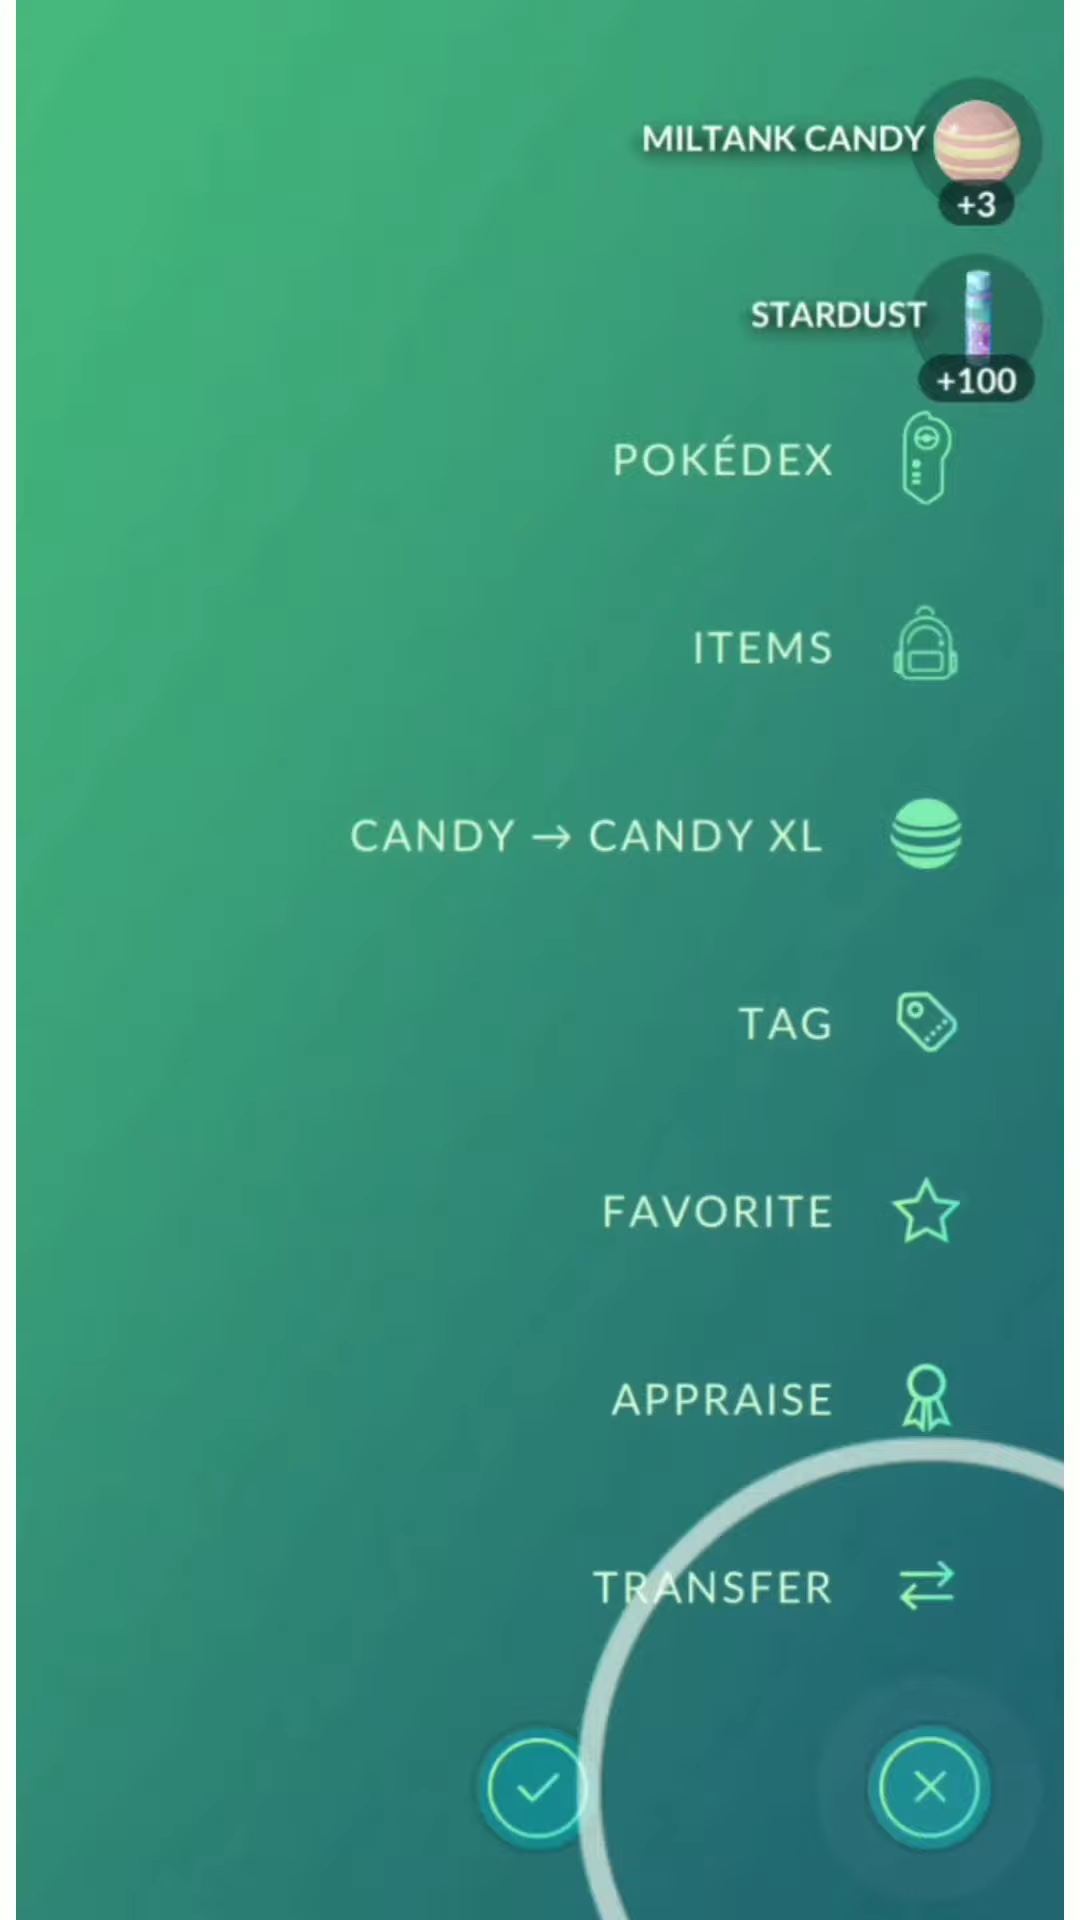 MILTANK CANDY
+3
STARDUST
+100
POKÉDEX
ITEMS
CANDY → CANDY XL
TAG
FAVORITE
APPRAISE
TRANSFER